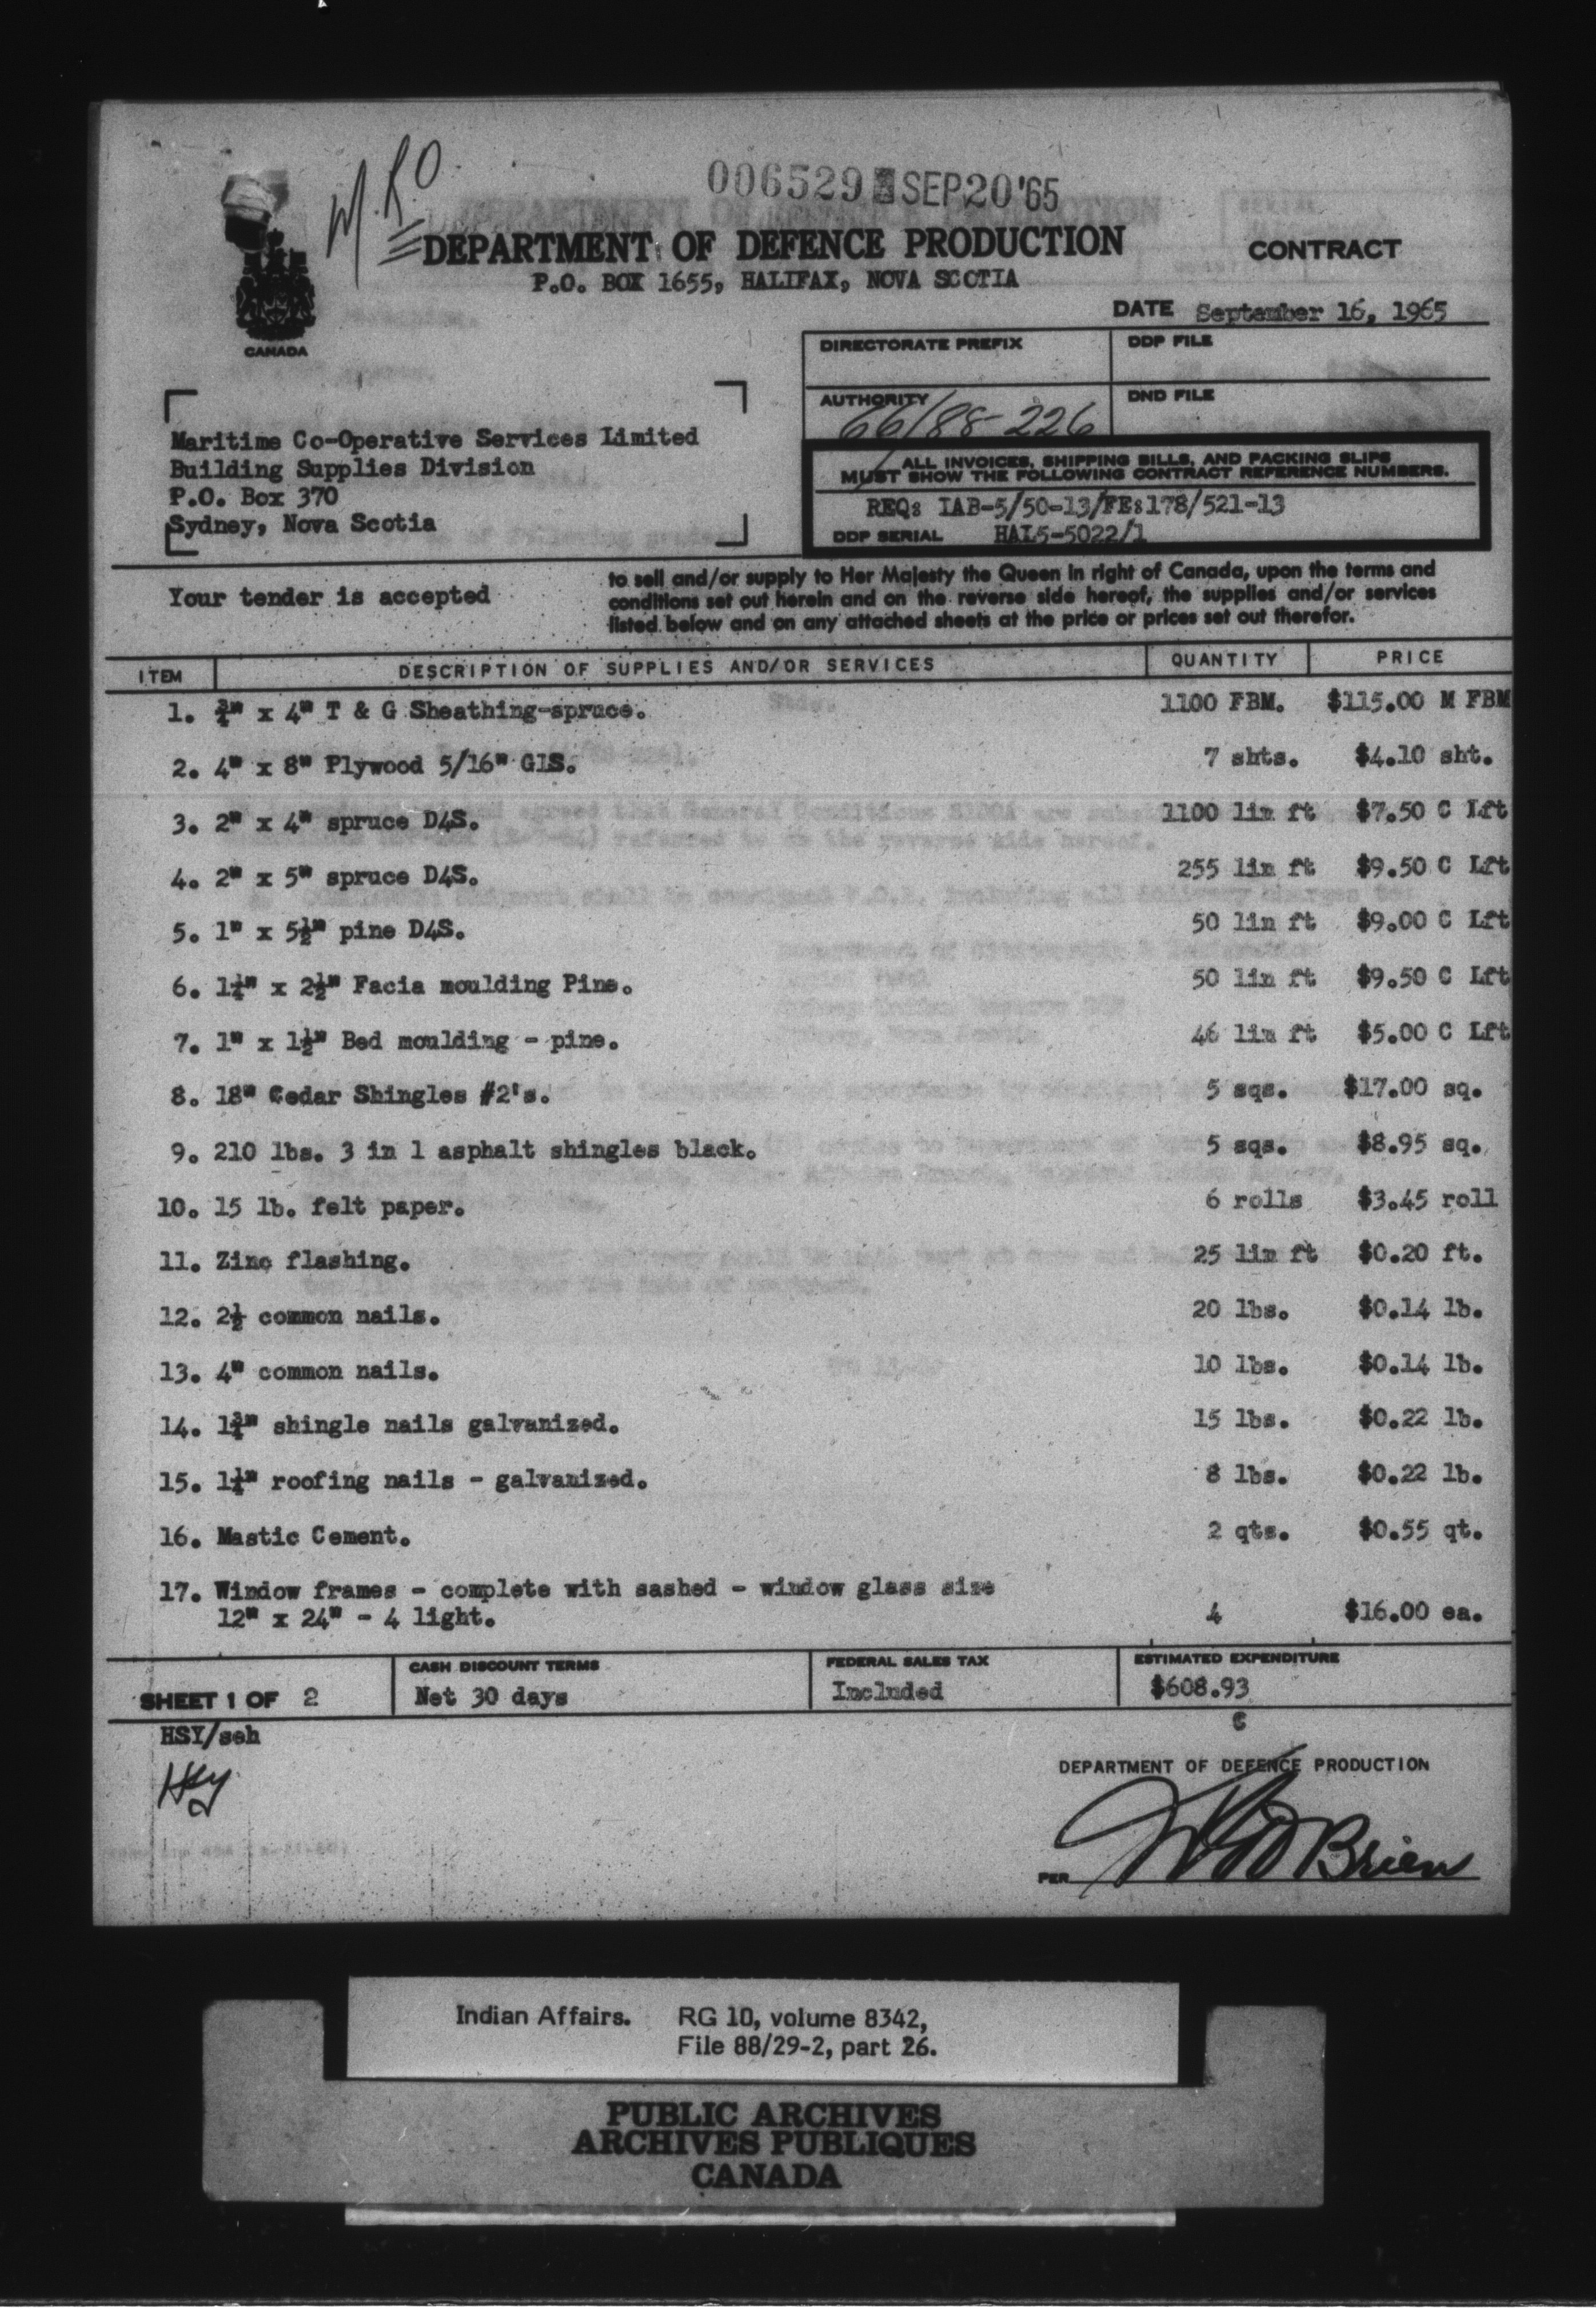 M.R.O.
006529 SEP 20 '65
DEPARTMENT OF DEFENCE PRODUCTION
CONTRACT
P.O. BOX 1655, HALIFAX, NOVA SCOTIA
CANADA
DATE September 16, 1965
DIRECTORATE PREFIX
DDP FILE
AUTHORITY 66/88-226
DND FILE
Maritime Co-Operative Services Limited
Building Supplies Division
P.O. Box 370
Sydney, Nova Scotia
ALL INVOICES, SHIPPING BILLS, AND PACKING SLIPS
MUST SHOW THE FOLLOWING CONTRACT REFERENCE NUMBERS.
REQ: IAB-5/50-13/FE:178/521-13
DDP SERIAL HAL5-5022/1
Your tender is accepted
to sell and/or supply to Her Majesty the Queen in right of Canada, upon the terms and
conditions set out herein and on the reverse side hereof, the supplies and/or services
listed below and on any attached sheets at the price or prices set out therefor.
ITEM DESCRIPTION OF SUPPLIES AND/OR SERVICES QUANTITY PRICE
1. ¾" x 4" T & G Sheathing-spruce. 1100 FBM. $115.00 M FBM
2. 4" x 8" Plywood 5/16" G1S. 7 shts. $4.10 sht.
3. 2" x 4" spruce D4S. 1100 lin ft $7.50 C Lft
4. 2" x 5" spruce D4S. 255 lin ft $9.50 C Lft
5. 1" x 5½" pine D4S. 50 lin ft $9.00 C Lft
6. 1¼" x 2½" Facia moulding Pine. 50 lin ft $9.50 C Lft
7. 1" x 1½" Bed moulding - pine. 46 lin ft $5.00 C Lft
8. 18" Cedar Shingles #2's. 5 sqs. $17.00 sq.
9. 210 lbs. 3 in 1 asphalt shingles black. 5 sqs. $8.95 sq.
10. 15 lb. felt paper. 6 rolls $3.45 roll
11. Zinc flashing. 25 lin ft $0.20 ft.
12. 2½ common nails. 20 lbs. $0.14 lb.
13. 4" common nails. 10 lbs. $0.14 lb.
14. 1¾" shingle nails galvanized. 15 lbs. $0.22 lb.
15. 1¼" roofing nails - galvanized. 8 lbs. $0.22 lb.
16. Mastic Cement. 2 qts. $0.55 qt.
17. Window frames - complete with sashed - window glass size
12" x 24" - 4 light. 4 $16.00 ea.
SHEET 1 OF 2
CASH DISCOUNT TERMS
Net 30 days
FEDERAL SALES TAX
Included
ESTIMATED EXPENDITURE
$608.93
C
HSY/seh
HSY
DEPARTMENT OF DEFENCE PRODUCTION
PER O'Brien
Indian Affairs. RG 10, volume 8342,
File 88/29-2, part 26.
PUBLIC ARCHIVES
ARCHIVES PUBLIQUES
CANADA